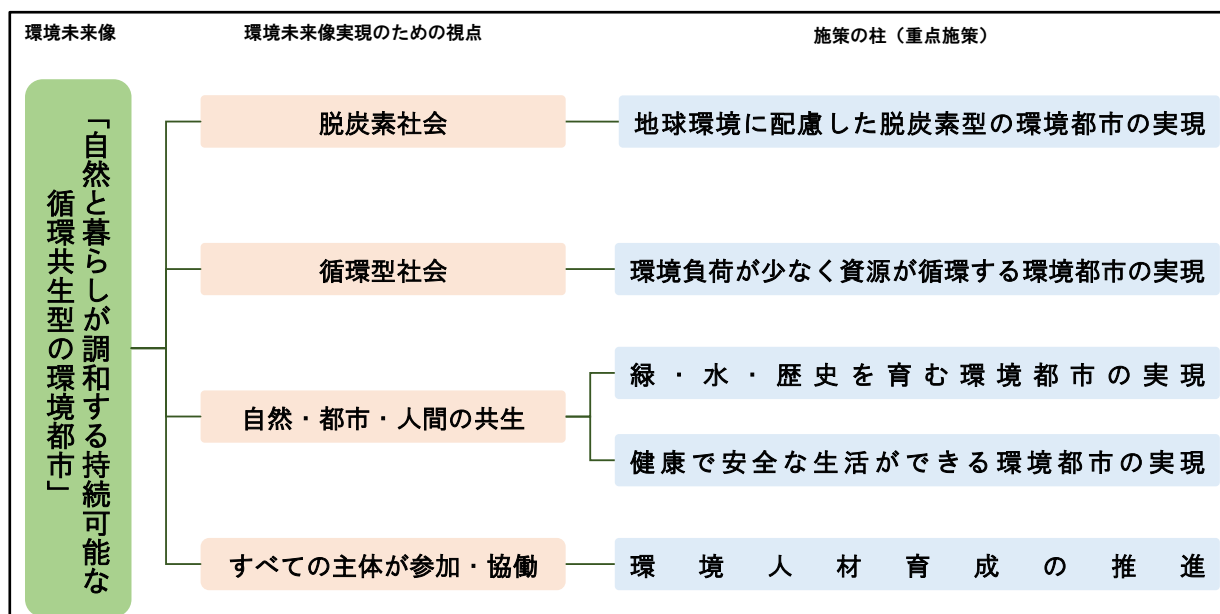 環境未来像
環境未来像実現のための視点
施策の柱（重点施策）
「自然と暮らしが調和する持続可能な
循環共生型の環境都市」
脱炭素社会
地球環境に配慮した脱炭素型の環境都市の実現
循環型社会
環境負荷が少なく資源が循環する環境都市の実現
自然・都市・人間の共生
緑・水・歴史を育む環境都市の実現
健康で安全な生活ができる環境都市の実現
すべての主体が参加・協働
環境人材育成の推進